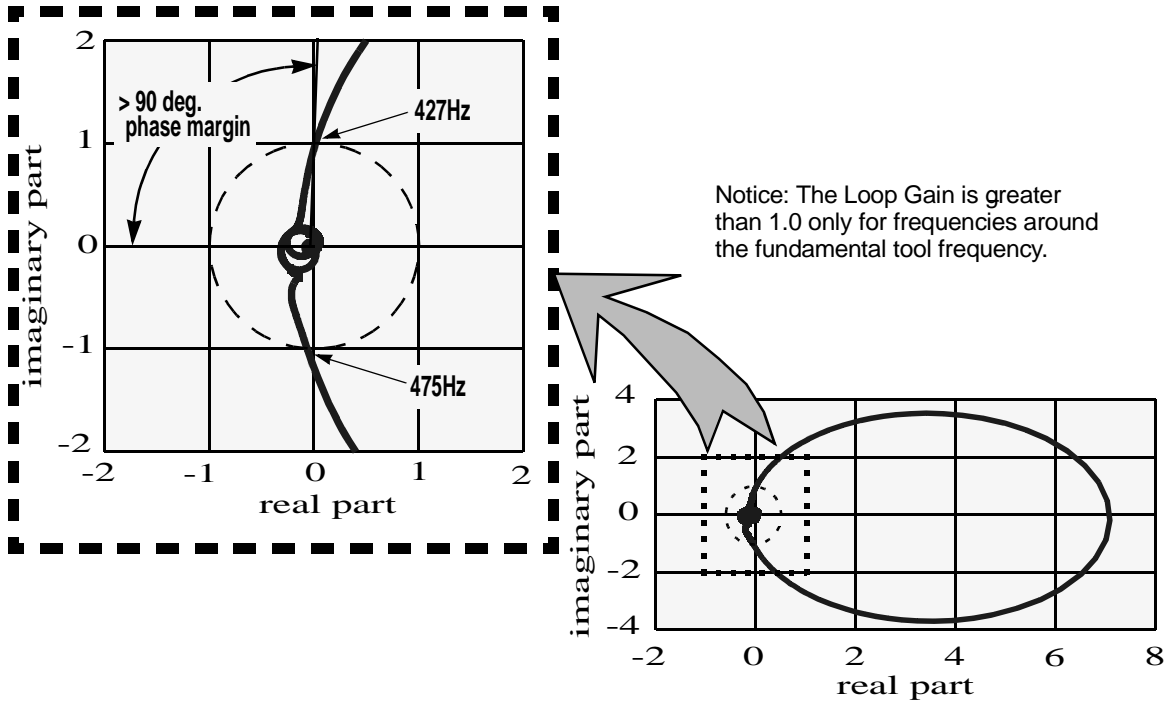 2
1
0
-1
-2
imaginary part
> 90 deg.
phase margin
427Hz
475Hz
-2
-1
0
1
2
real part
Notice: The Loop Gain is greater
than 1.0 only for frequencies around
the fundamental tool frequency.
4
2
0
-2
-4
imaginary part
-2
0
2
4
6
8
real part